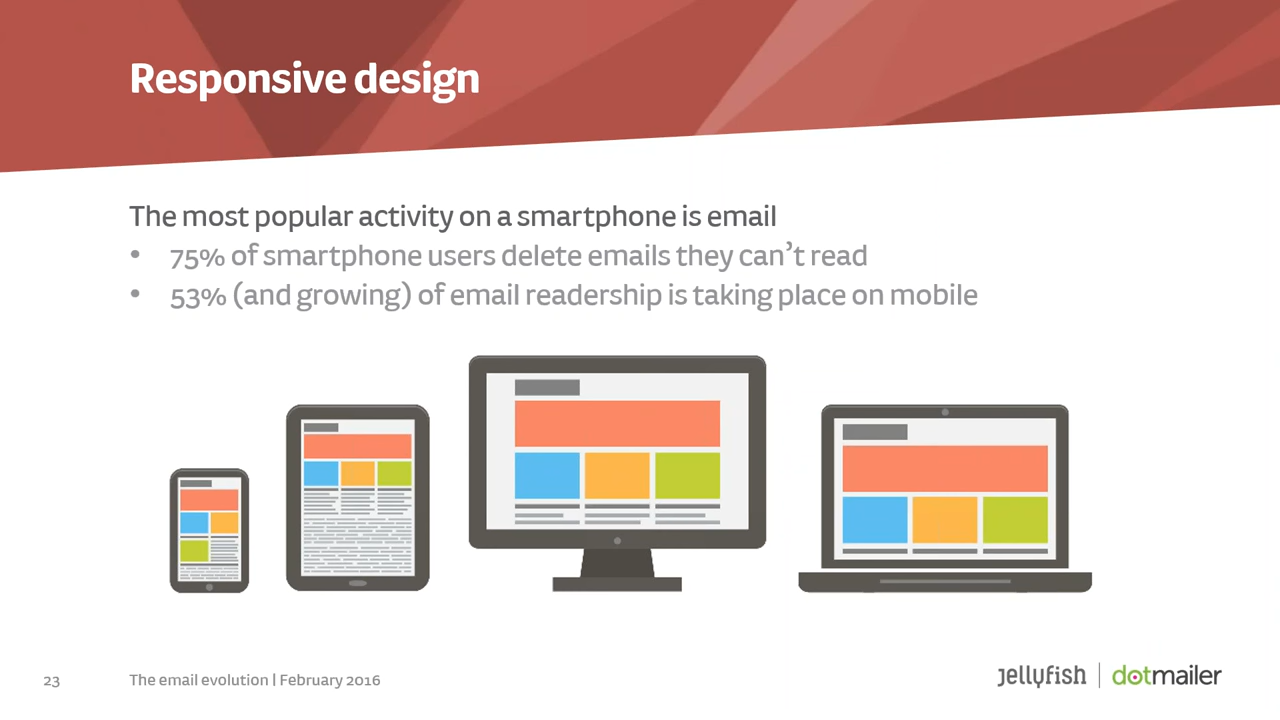 Responsive design
The most popular activity on a smartphone is email
• 75% of smartphone users delete emails they can’t read
• 53% (and growing) of email readership is taking place on mobile
23
The email evolution | February 2016
jellyfish | dotmailer